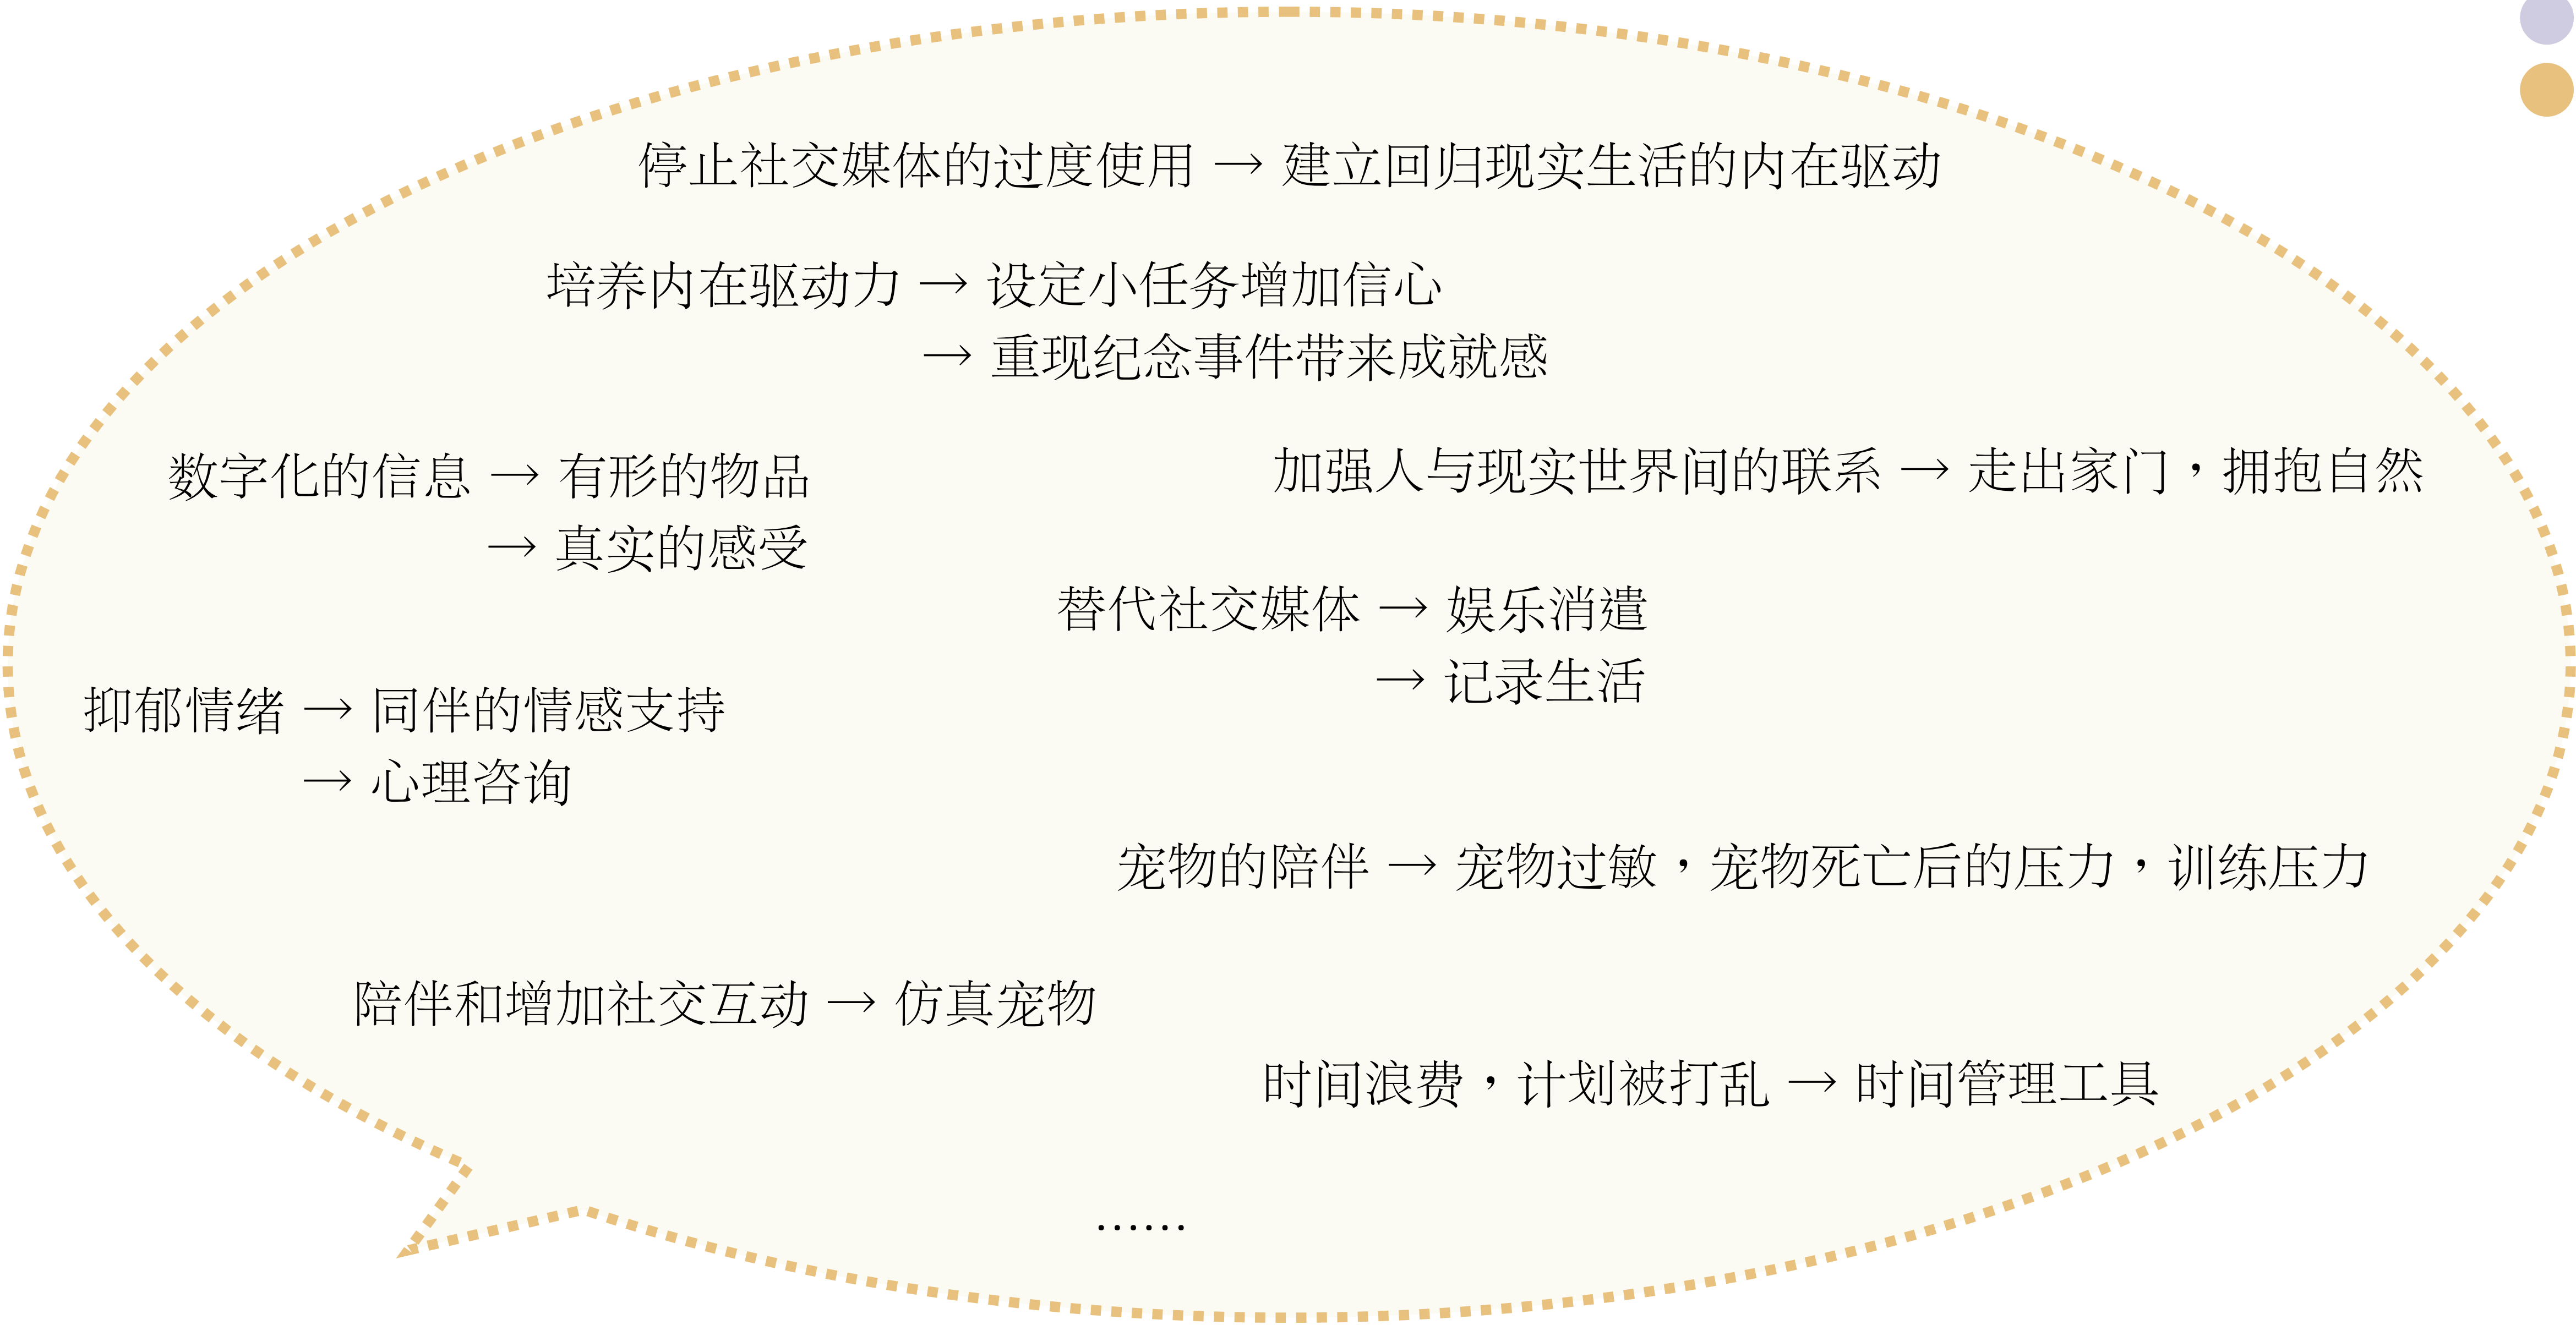 停止社交媒体的过度使用 → 建立回归现实生活的内在驱动
培养内在驱动力 → 设定小任务增加信心
→ 重现纪念事件带来成就感
数字化的信息 → 有形的物品
→ 真实的感受
加强人与现实世界间的联系 → 走出家门，拥抱自然
替代社交媒体 → 娱乐消遣
→ 记录生活
抑郁情绪 → 同伴的情感支持
→ 心理咨询
宠物的陪伴 → 宠物过敏，宠物死亡后的压力，训练压力
陪伴和增加社交互动 → 仿真宠物
时间浪费，计划被打乱 → 时间管理工具
……